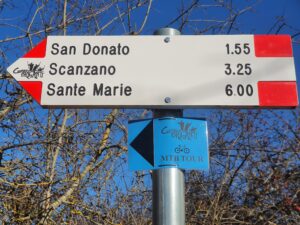 San Donato 1.55
Scanzano 3.25
Sante Marie 6.00
MTB TOUR